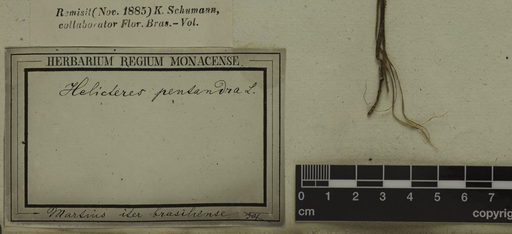 Remisit (Nov. 1885) K. Schumann,
collaborator Flor. Bras. – Vol.
HERBARIUM REGIUM MONACENSE.
Helicteres pentandra L.
Martius iter brasiliense
0 1 2 3 4 5 6 7
cm copyrig